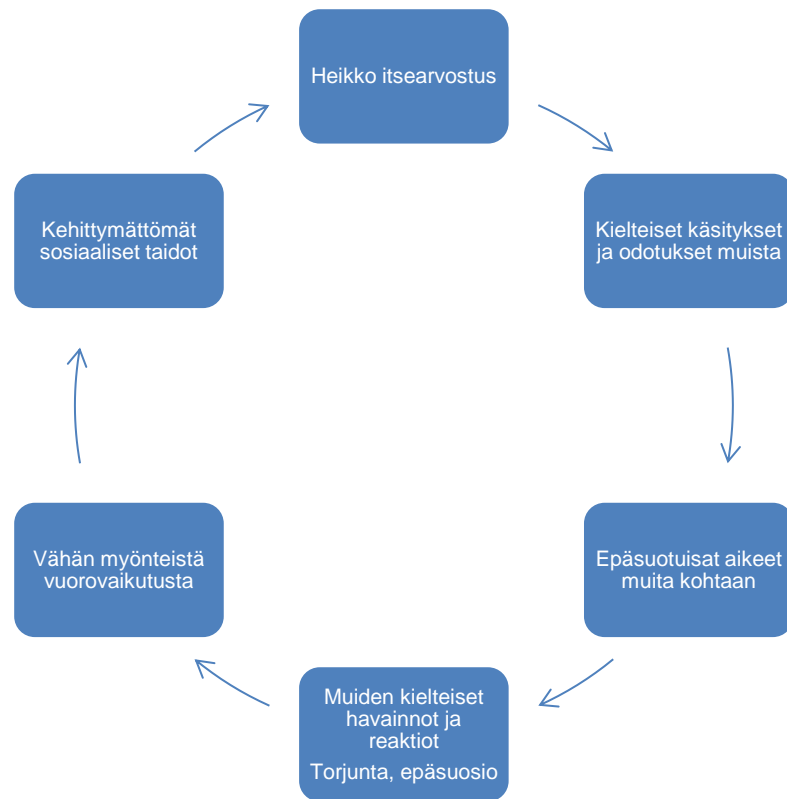 Heikko itsearvostus
Kielteiset käsitykset
ja odotukset muista
Epäsuotuisat aikeet
muita kohtaan
Muiden kielteiset
havainnot ja
reaktiot
Torjunta, epäsuosio
Vähän myönteistä
vuorovaikutusta
Kehittymättömät
sosiaaliset taidot